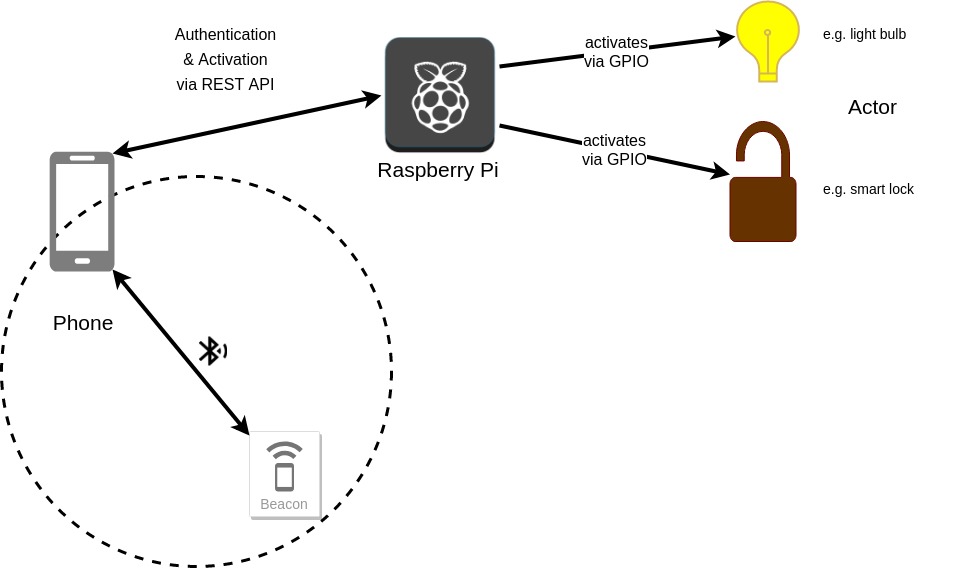 Authentication
& Activation
via REST API
activates
via GPIO
e.g. light bulb
Actor
activates
via GPIO
Raspberry Pi
e.g. smart lock
Phone
Beacon